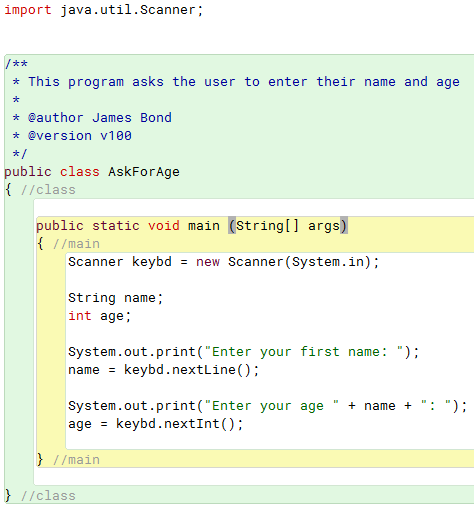 import java.util.Scanner;
/**
 * This program asks the user to enter their name and age
 *
 * @author James Bond
 * @version v100
 */
public class AskForAge
{ //class
public static void main (String[] args)
{ //main
Scanner keybd = new Scanner(System.in);
String name;
int age;
System.out.print("Enter your first name: ");
name = keybd.nextLine();
System.out.print("Enter your age " + name + ": ");
age = keybd.nextInt();
} //main
} //class